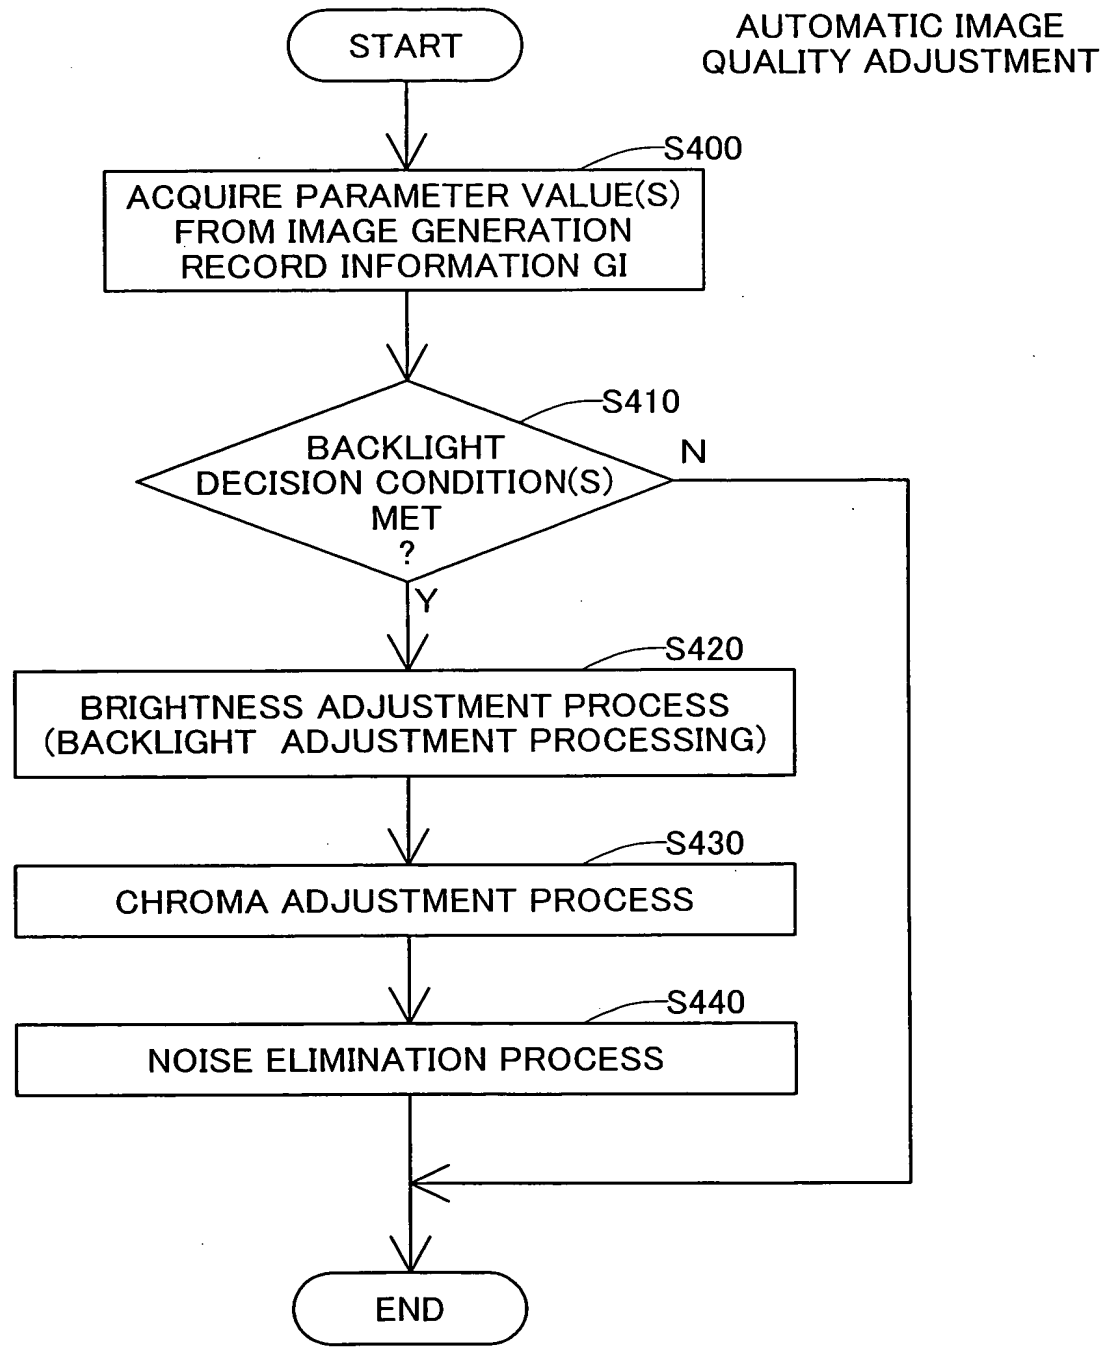 START
AUTOMATIC IMAGE
QUALITY ADJUSTMENT
S400
ACQUIRE PARAMETER VALUE(S)
FROM IMAGE GENERATION
RECORD INFORMATION GI
S410
BACKLIGHT
DECISION CONDITION(S)
MET
?
N
Y
S420
BRIGHTNESS ADJUSTMENT PROCESS
(BACKLIGHT ADJUSTMENT PROCESSING)
S430
CHROMA ADJUSTMENT PROCESS
S440
NOISE ELIMINATION PROCESS
END